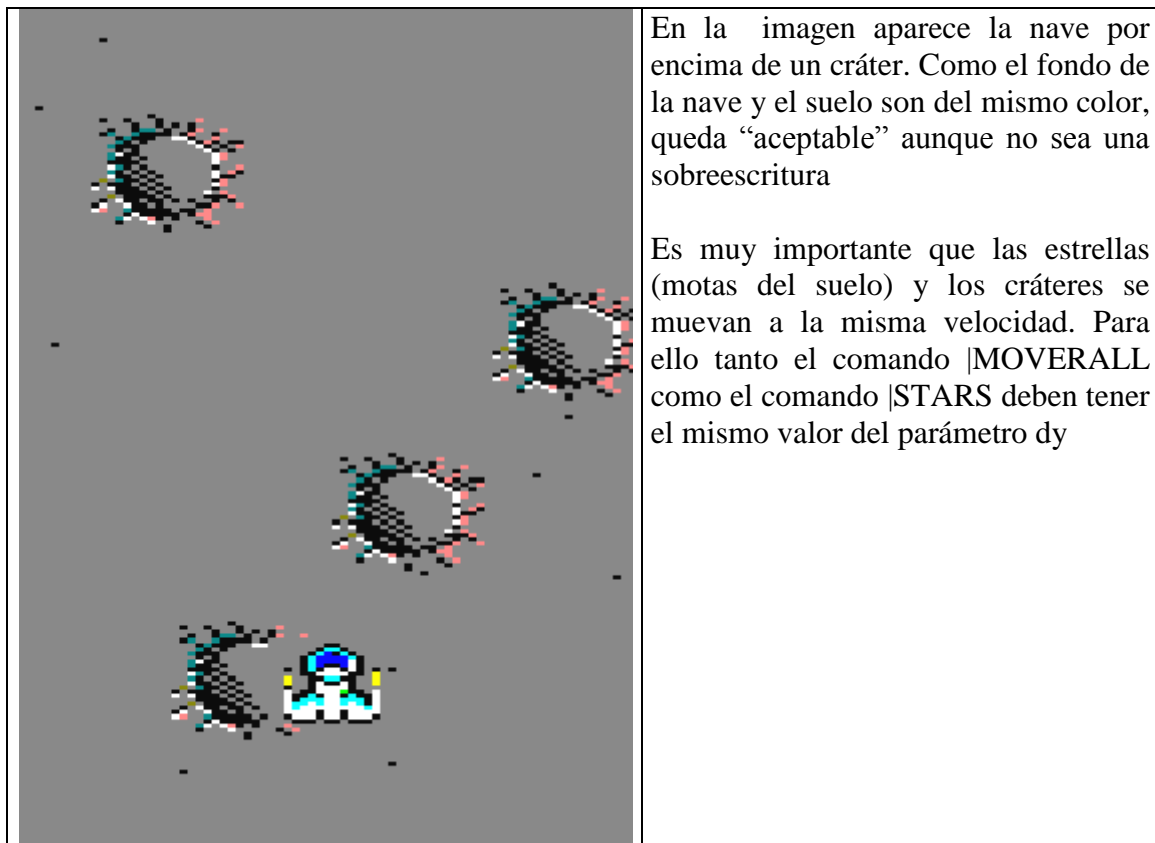 En la imagen aparece la nave por
encima de un cráter. Como el fondo de
la nave y el suelo son del mismo color,
queda “aceptable” aunque no sea una
sobreescritura
Es muy importante que las estrellas
(motas del suelo) y los cráteres se
muevan a la misma velocidad. Para
ello tanto el comando |MOVERALL
como el comando |STARS deben tener
el mismo valor del parámetro dy